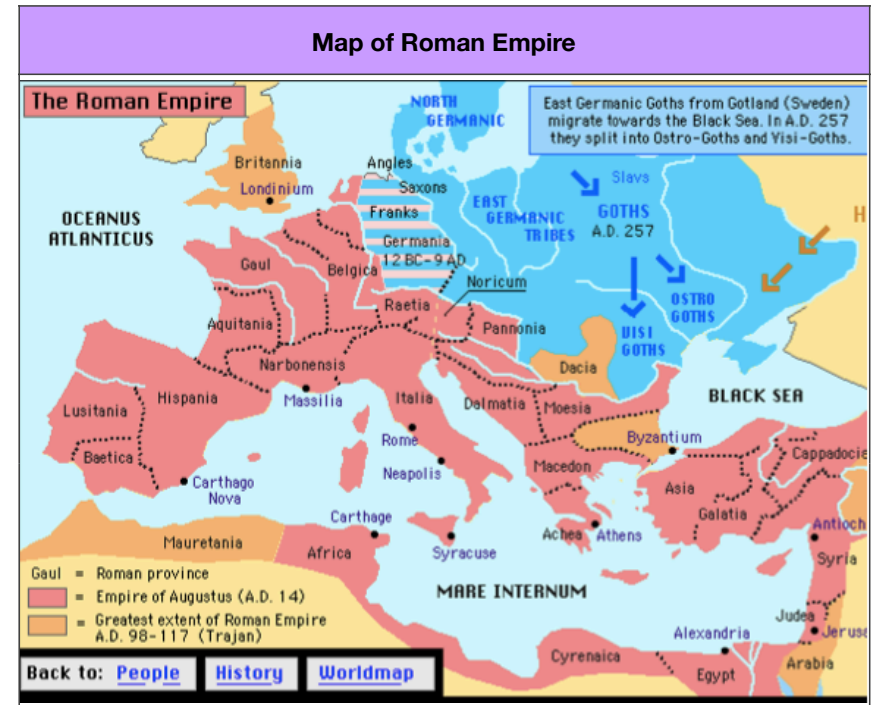 Map of Roman Empire
The Roman Empire
East Germanic Goths from Gotland (Sweden)
migrate towards the Black Sea. In A.D. 257
they split into Ostro-Goths and Visi-Goths.
NORTH
GERMANIC
Britannia
Londinium
Angles
Saxons
Franks
Germania
12 BC-9 AD
EAST
GERMANIC
TRIBES
Slavs
GOTHS
A.D. 257
H
OCEANUS
ATLANTICUS
Gaul
Belgica
Noricum
Raetia
OSTRO
GOTHS
VISI
GOTHS
Aquitania
Pannonia
Narbonensis
Dacia
BLACK SEA
Lusitania
Hispania
Massilia
Italia
Dalmatia
Moesia
Rome
Byzantium
Baetica
Neapolis
Macedon
Cappadocia
Carthago
Nova
Asia
Galatia
Carthage
Mauretania
Africa
Syracuse
Achea
Athens
Antioch
Syria
MARE INTERNUM
Gaul = Roman province
= Empire of Augustus (A.D. 14)
= Greatest extent of Roman Empire
A.D. 98-117 (Trajan)
Judea
Jerus
Alexandria
Cyrenaica
Egypt
Arabia
Back to: People History Worldmap